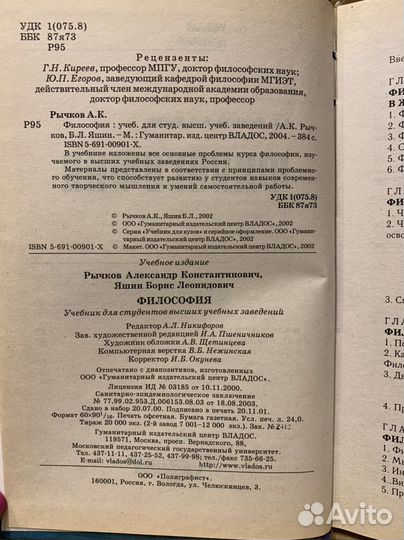 УДК 1(075.8)
ББК 87я73
Р95
Рецензенты:
Г.Н. Киреев, профессор МПГУ, доктор философских наук;
Ю.П. Егоров, заведующий кафедрой философии МГИЭТ,
действительный член международной академии образования,
доктор философских наук, профессор
Рычков А.К.
Р95 Философия : учеб. для студ. высш. учеб. заведений /А.К. Рыч-
ков, Б.Л. Яшин. – М. : Гуманитар. изд. центр ВЛАДОС, 2004. – 384 с.
ISBN 5-691-00901-X.
В учебнике изложены все основные проблемы курса философии, изу-
чаемого в высших учебных заведениях России.
Материалы представлены в соответствии с принципами проблемного
обучения, что способствует развитию у студентов навыков современ-
ного творческого мышления и умений самостоятельной работы.
УДК 1(075.8)
ББК 87я73
© Рычков А.К., Яшин Б.Л., 2002
© ООО «Гуманитарный издательский центр ВЛАДОС», 2002
© Серия «Учебник для вузов» и серийное оформление. ООО «Гумани-
тарный издательский центр ВЛАДОС», 2002
ISBN 5-691-00901-X © Макет. ООО «Гуманитарный издательский центр ВЛАДОС», 2002
Учебное издание
Рычков Александр Константинович,
Яшин Борис Леонидович
ФИЛОСОФИЯ
Учебник для студентов высших учебных заведений
Редактор А.Л. Никифоров
Зав. художественной редакцией И.А. Пшеничников
Художник обложки А.В. Щетинцева
Компьютерная верстка В.Б. Нежинская
Корректор И.Б. Окунева
Отпечатано с диапозитивов, изготовленных
ООО «Гуманитарный издательский центр ВЛАДОС».
Лицензия ИД № 03185 от 10.11.2000.
Санитарно-эпидемиологическое заключение
№ 77.99.02.953.Д.006153.08.03 от 18.08.2003.
Сдано в набор 20.07.00. Подписано в печать 20.11.01.
Формат 60×90 1/16. Печать офсетная. Бумага газетная. Усл. печ. л. 24,0.
Тираж 20 000 экз. (2-й завод 7 001–12 000 экз.). Зак. №
Гуманитарный издательский центр ВЛАДОС.
119571, Москва, просп. Вернадского, 88,
Московский педагогический государственный университет.
Тел. 437-11-11, 437-25-52, 437-99-98; тел./факс 735-66-25.
E-mail: vlados@dol.ru http://www.vlados.ru
ООО «Полиграфист».
160001, Россия, г. Вологда, ул. Челюскинцев, 3.
Avito